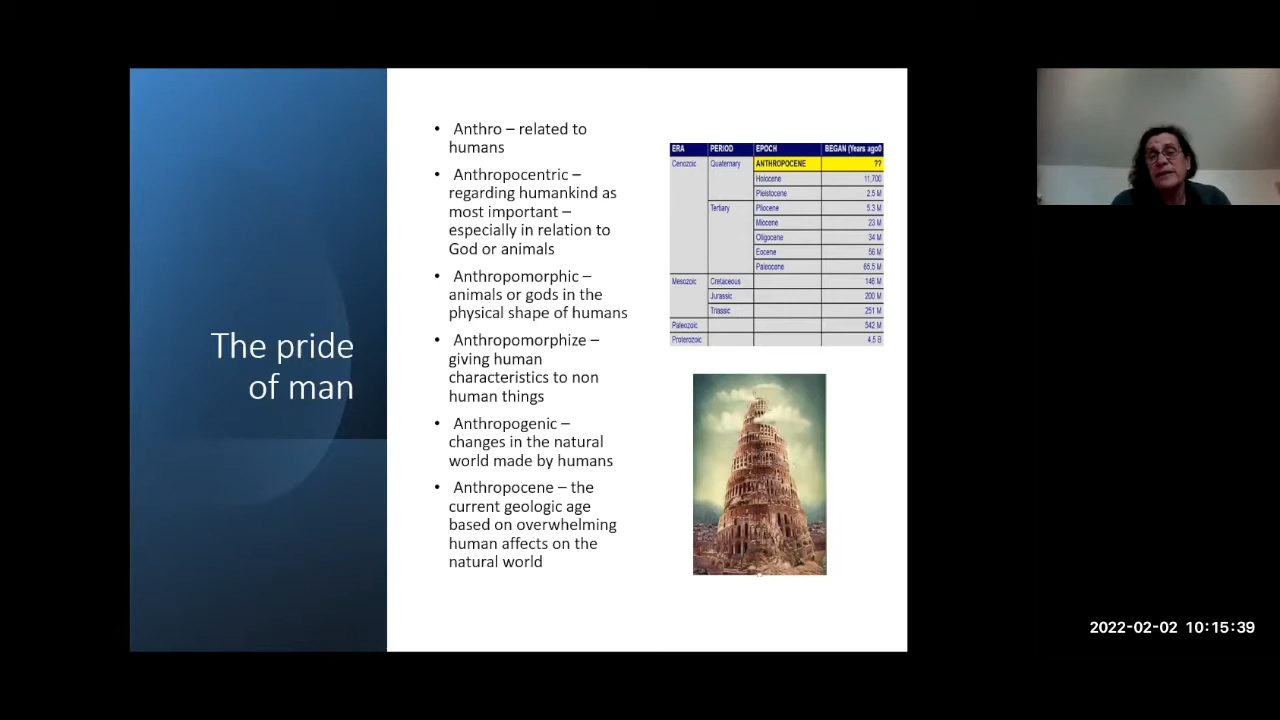 The pride
of man
• Anthro – related to
humans
• Anthropocentric –
regarding humankind as
most important –
especially in relation to
God or animals
• Anthropomorphic –
animals or gods in the
physical shape of humans
• Anthropomorphize –
giving human
characteristics to non
human things
• Anthropogenic –
changes in the natural
world made by humans
• Anthropocene – the
current geologic age
based on overwhelming
human affects on the
natural world
ERA PERIOD EPOCH BEGAN (Years ago0
Cenozoic Quaternary ANTHROPOCENE ??
Holocene 11,700
Pleistocene 2.5 M
Tertiary Pliocene 5.3 M
Miocene 23 M
Oligocene 34 M
Eocene 56 M
Paleocene 65.5 M
Mesozoic Cretaceous 146 M
Jurassic 200 M
Triassic 251 M
Paleozoic 542 M
Proterozoic 4.5 B
2022-02-02 10:15:39